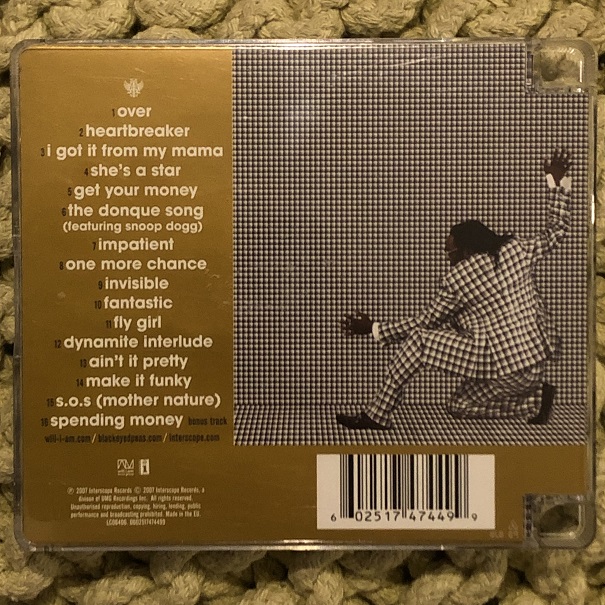 1 over
2 heartbreaker
3 i got it from my mama
4 she's a star
5 get your money
6 the donque song
(featuring snoop dogg)
7 impatient
8 one more chance
9 invisible
10 fantastic
11 fly girl
12 dynamite interlude
13 ain't it pretty
14 make it funky
15 s.o.s (mother nature)
16 spending money bonus track
will-i-am.com / blackeyedpeas.com / interscope.com
℗ 2007 Interscope Records © 2007 Interscope Records, a
division of UMG Recordings Inc. All rights reserved.
Unauthorised reproduction, copying, hiring, lending, public
performance and broadcasting prohibited. Made in the EU.
LC06406 0602517474499
6 02517 47449 9